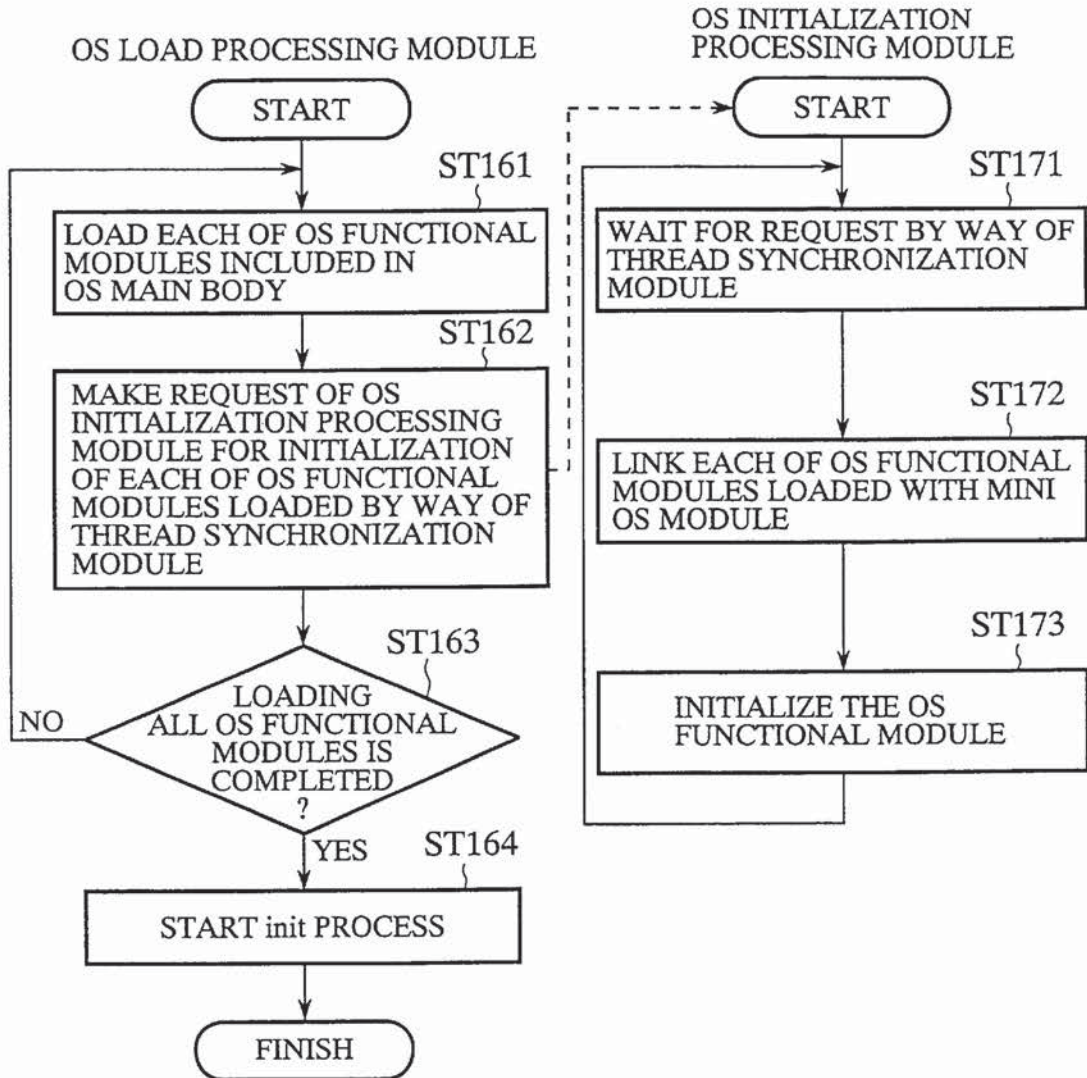 OS LOAD PROCESSING MODULE
START
ST161
LOAD EACH OF OS FUNCTIONAL
MODULES INCLUDED IN
OS MAIN BODY
ST162
MAKE REQUEST OF OS
INITIALIZATION PROCESSING
MODULE FOR INITIALIZATION
OF EACH OF OS FUNCTIONAL
MODULES LOADED BY WAY OF
THREAD SYNCHRONIZATION
MODULE
ST163
LOADING
ALL OS FUNCTIONAL
MODULES IS
COMPLETED
?
NO
YES
ST164
START init PROCESS
FINISH
OS INITIALIZATION
PROCESSING MODULE
START
ST171
WAIT FOR REQUEST BY WAY OF
THREAD SYNCHRONIZATION
MODULE
ST172
LINK EACH OF OS FUNCTIONAL
MODULES LOADED WITH MINI
OS MODULE
ST173
INITIALIZE THE OS
FUNCTIONAL MODULE